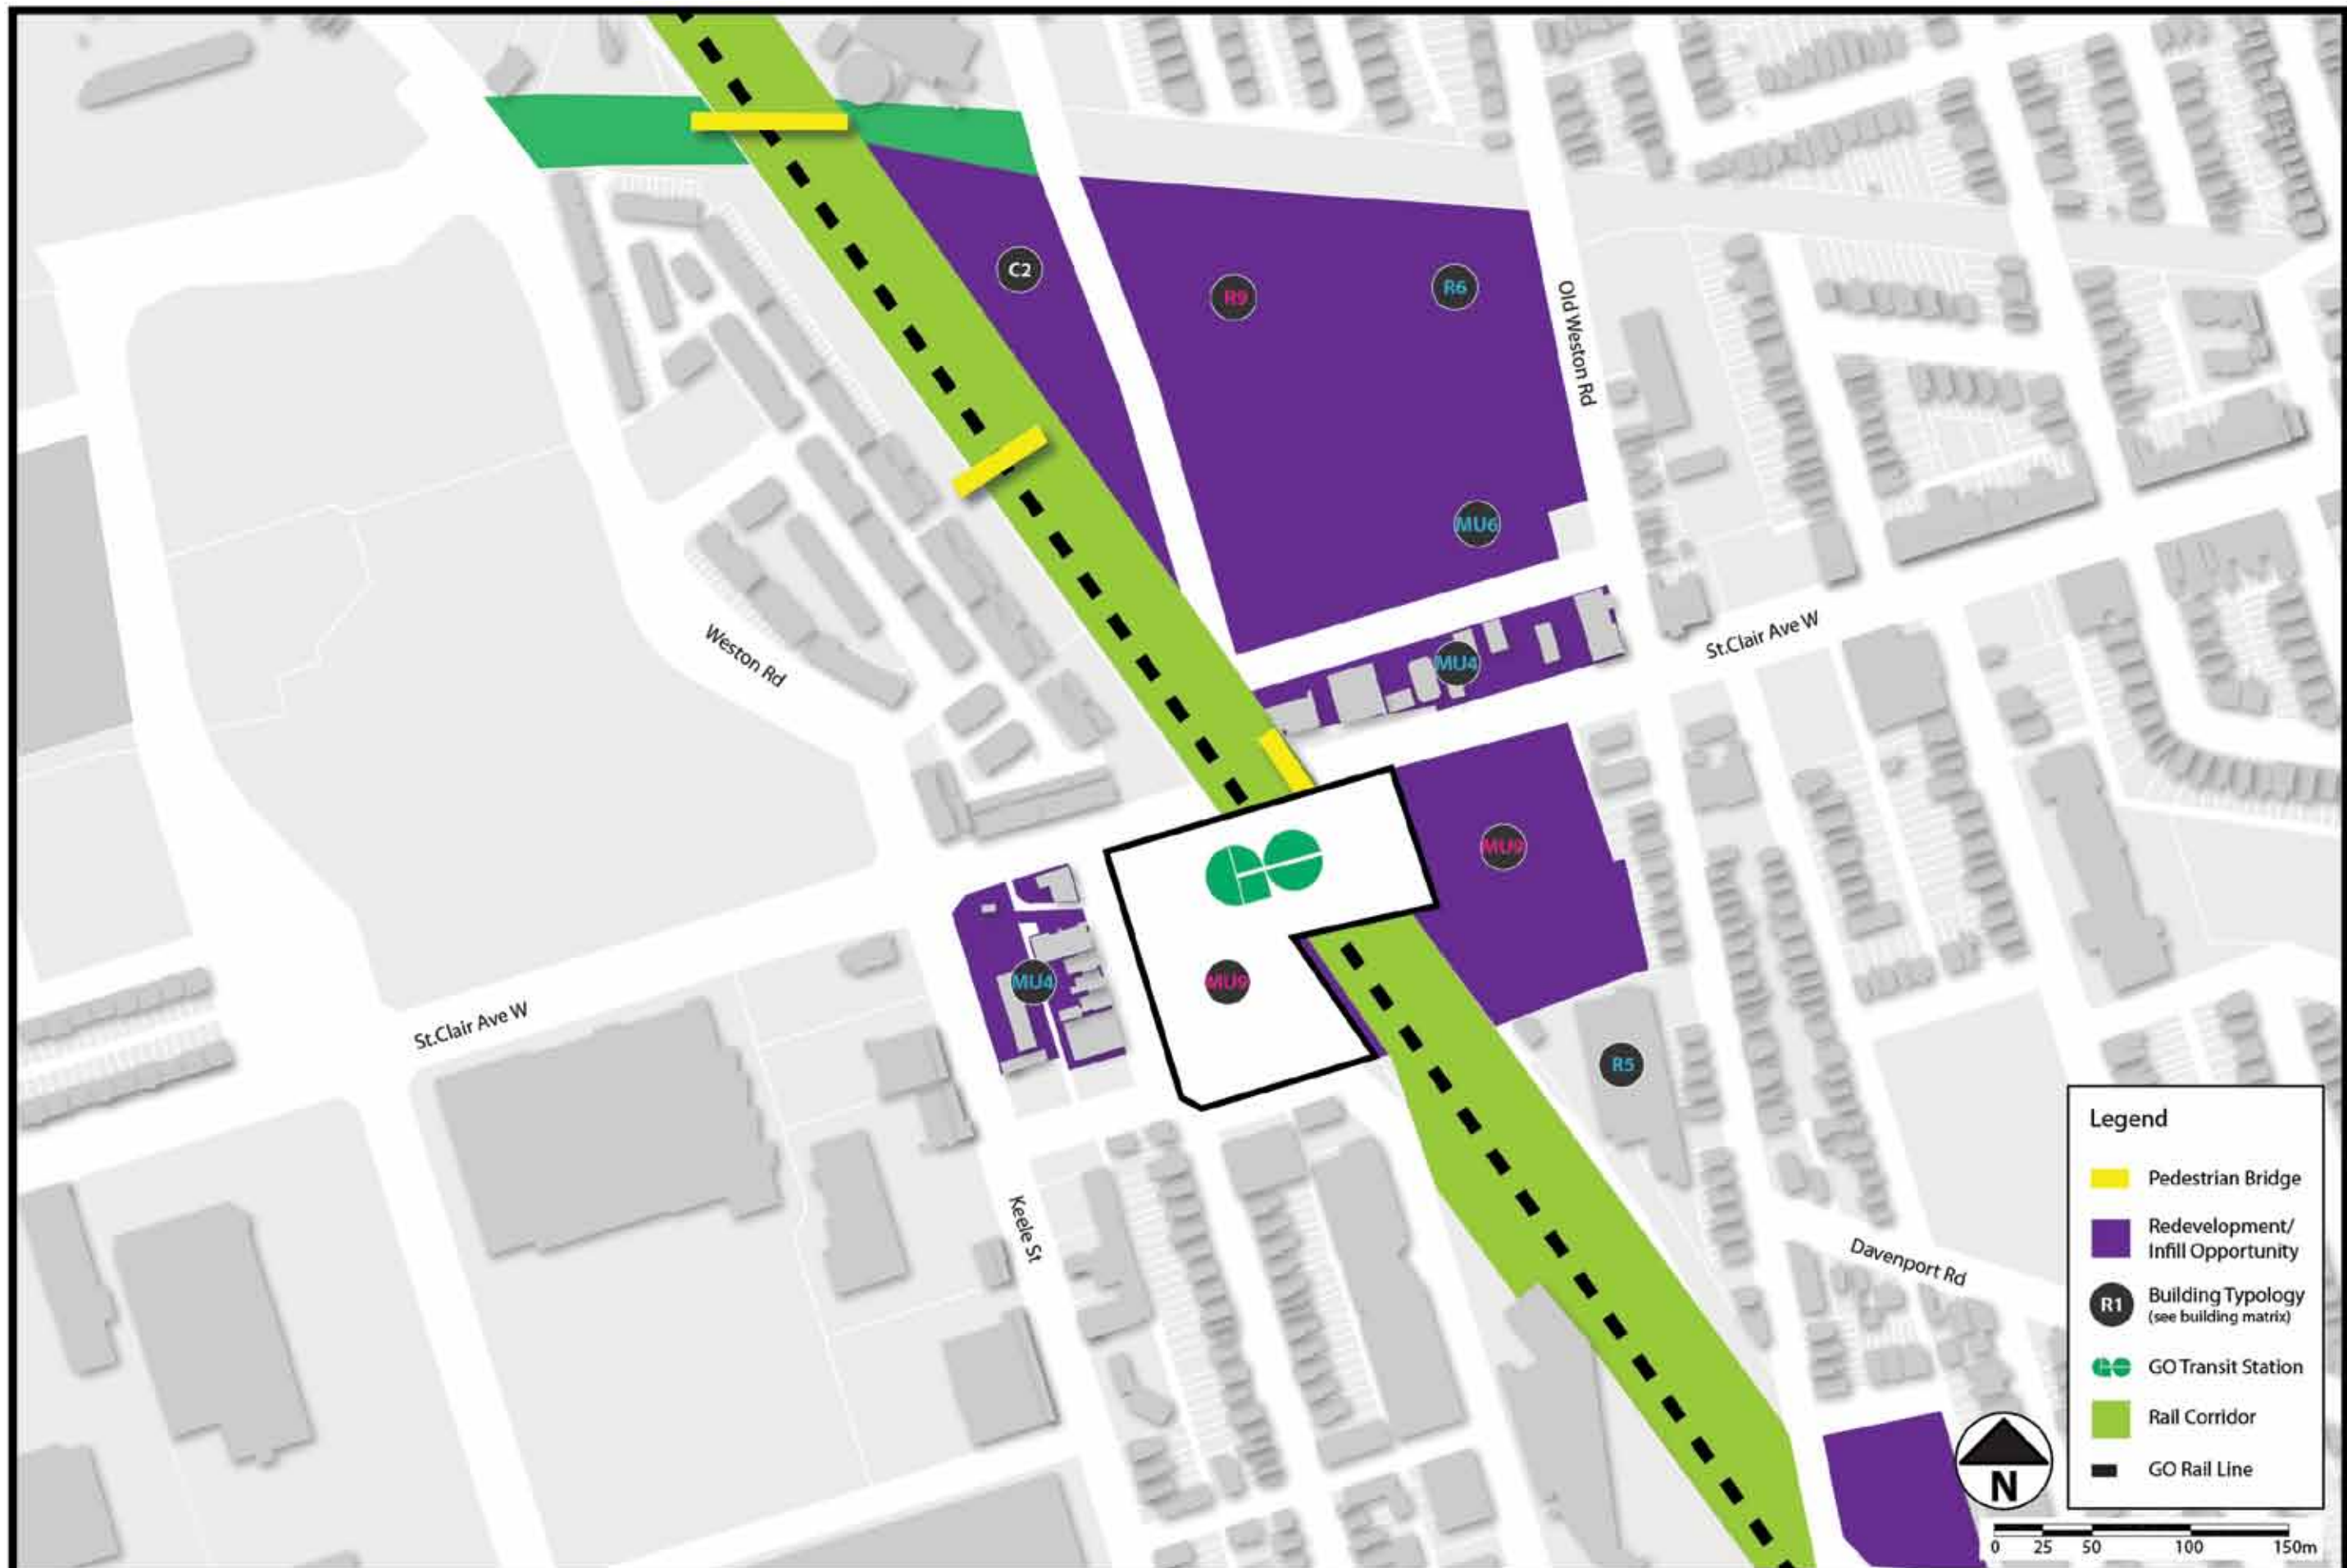 C2
R9
R6
Old Weston Rd
MU6
Weston Rd
St.Clair Ave W
MU4
MU9
MU4
MU9
St.Clair Ave W
R5
Keele St
Davenport Rd
Legend
Pedestrian Bridge
Redevelopment/
Infill Opportunity
R1
Building Typology
(see building matrix)
GO
GO Transit Station
Rail Corridor
GO Rail Line
GO
N
0 25 50 100 150m